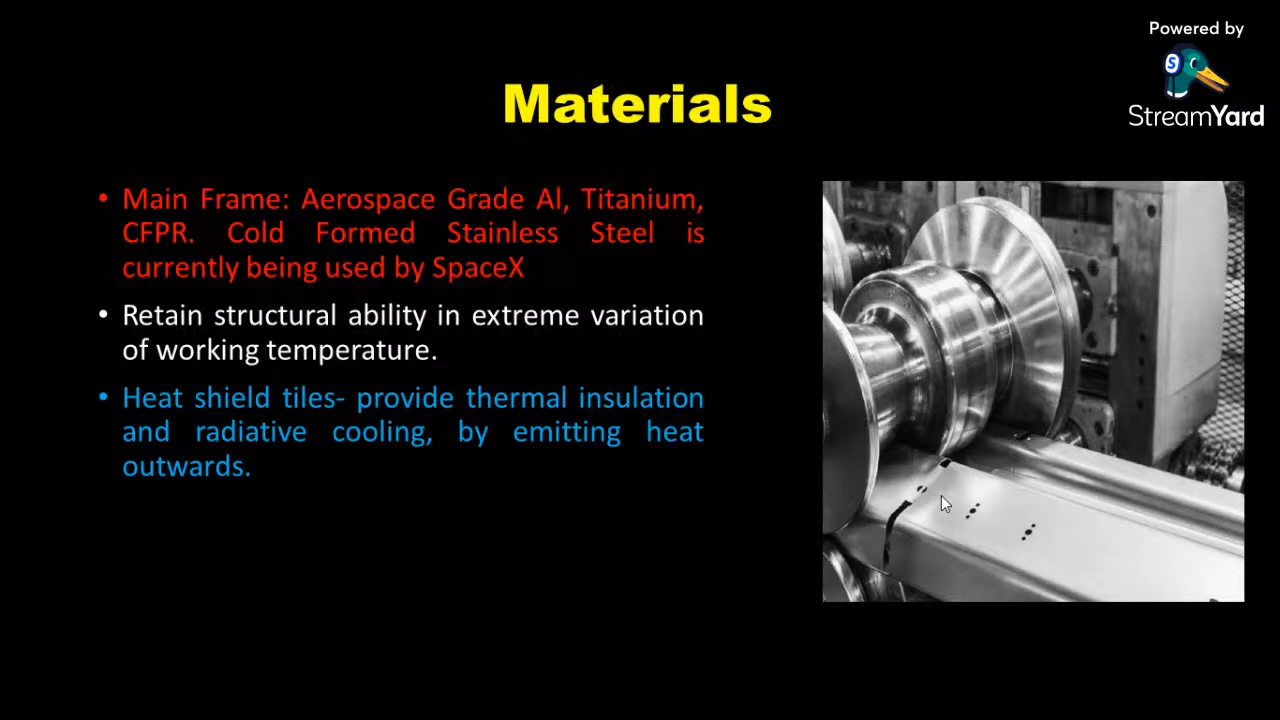 Powered by
StreamYard
Materials
• Main Frame: Aerospace Grade Al, Titanium,
CFPR. Cold Formed Stainless Steel is
currently being used by SpaceX
• Retain structural ability in extreme variation
of working temperature.
• Heat shield tiles- provide thermal insulation
and radiative cooling, by emitting heat
outwards.